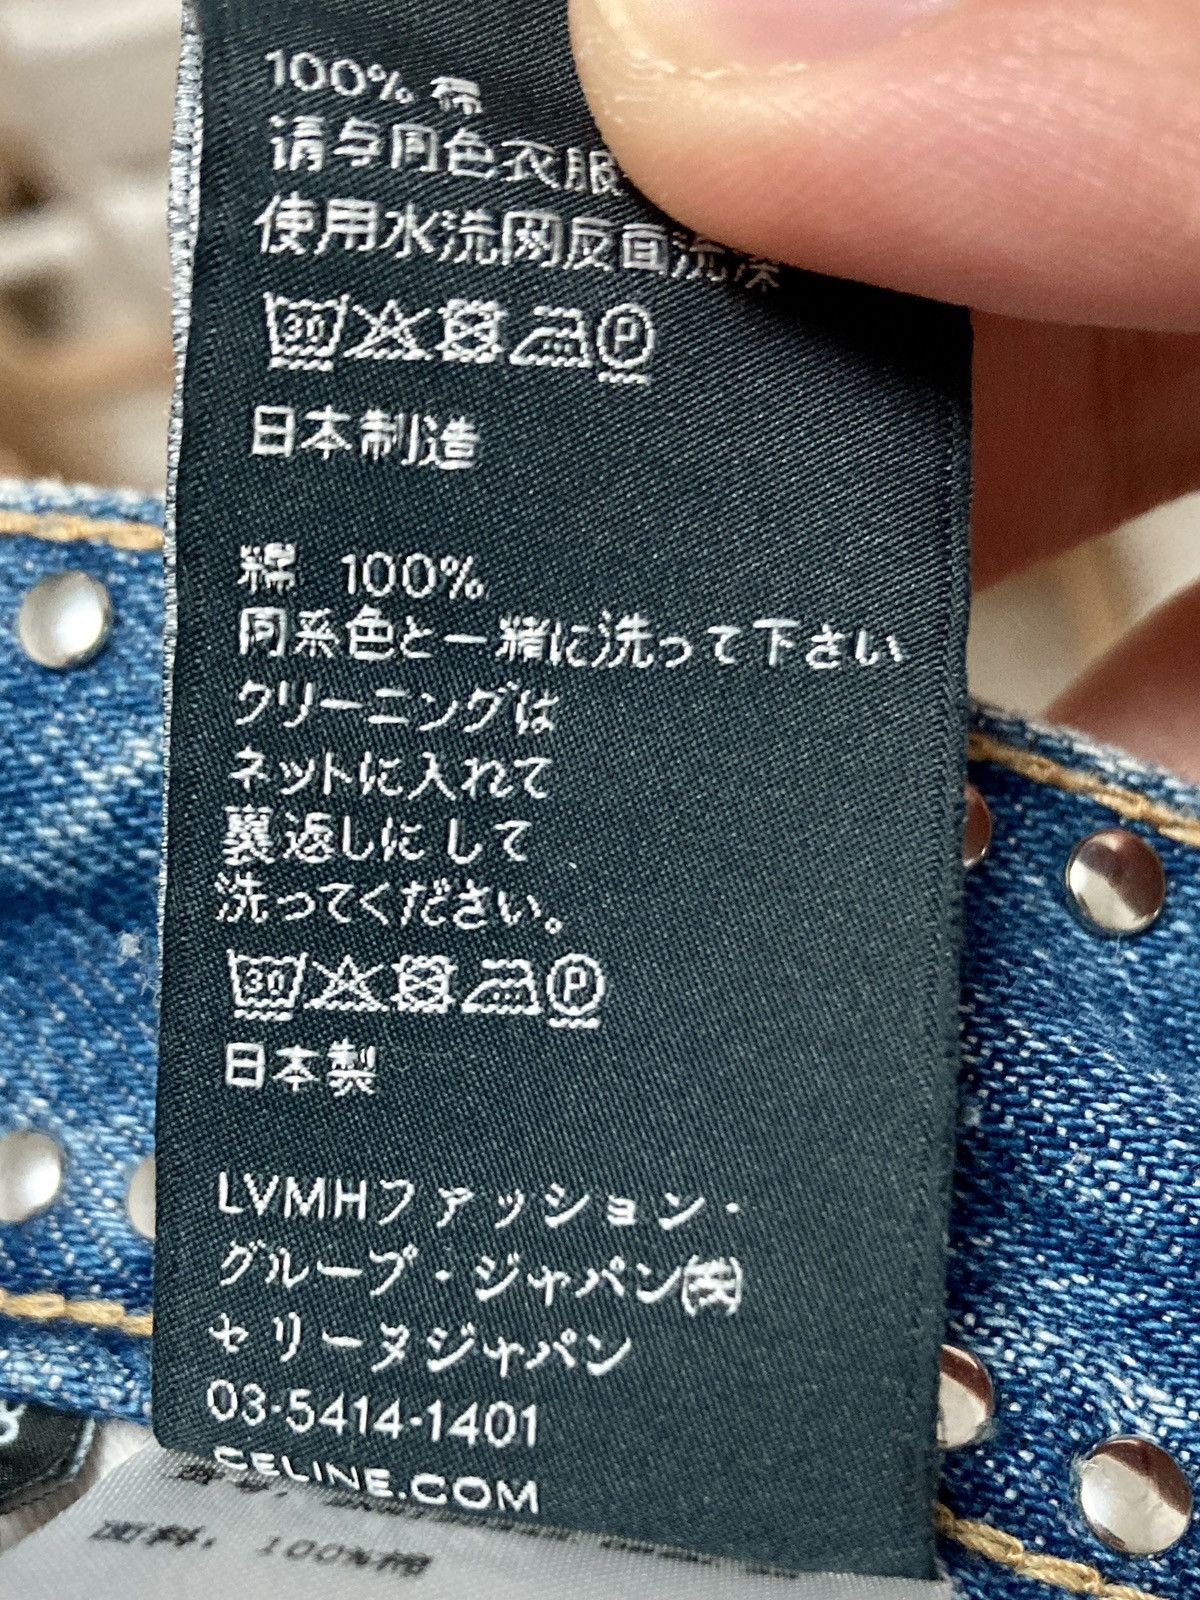 100% 棉
请与同色衣服
使用水洗网反面洗涤
30 P
日本制造
綿 100%
同系色と一緒に洗って下さい
クリーニングは
ネットに入れて
裏返しにして
洗ってください。
30 P
日本製
LVMHファッション・
グループ・ジャパン㈱
セリーヌジャパン
03-5414-1401
CELINE.COM
面料: 100%棉